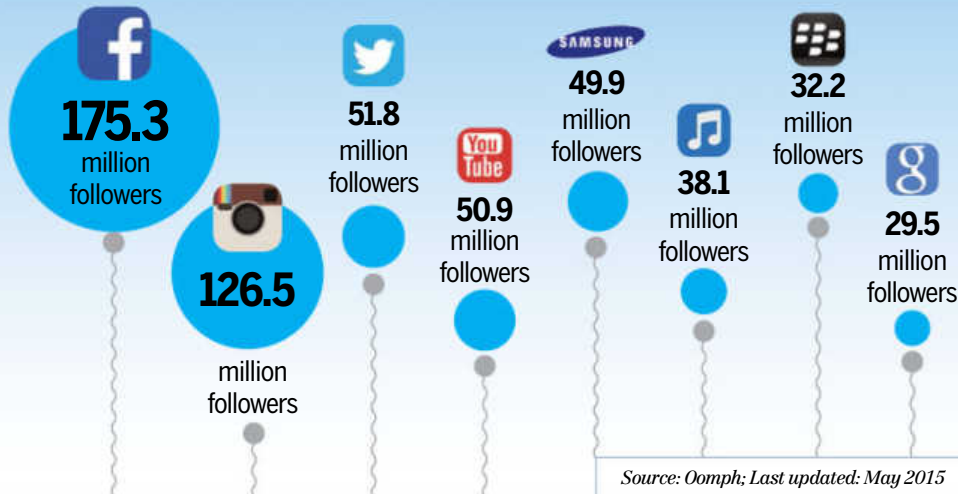 f
175.3
million
followers
126.5
million
followers
51.8
million
followers
You
Tube
50.9
million
followers
SAMSUNG
49.9
million
followers
38.1
million
followers
32.2
million
followers
g
29.5
million
followers
Source: Oomph; Last updated: May 2015